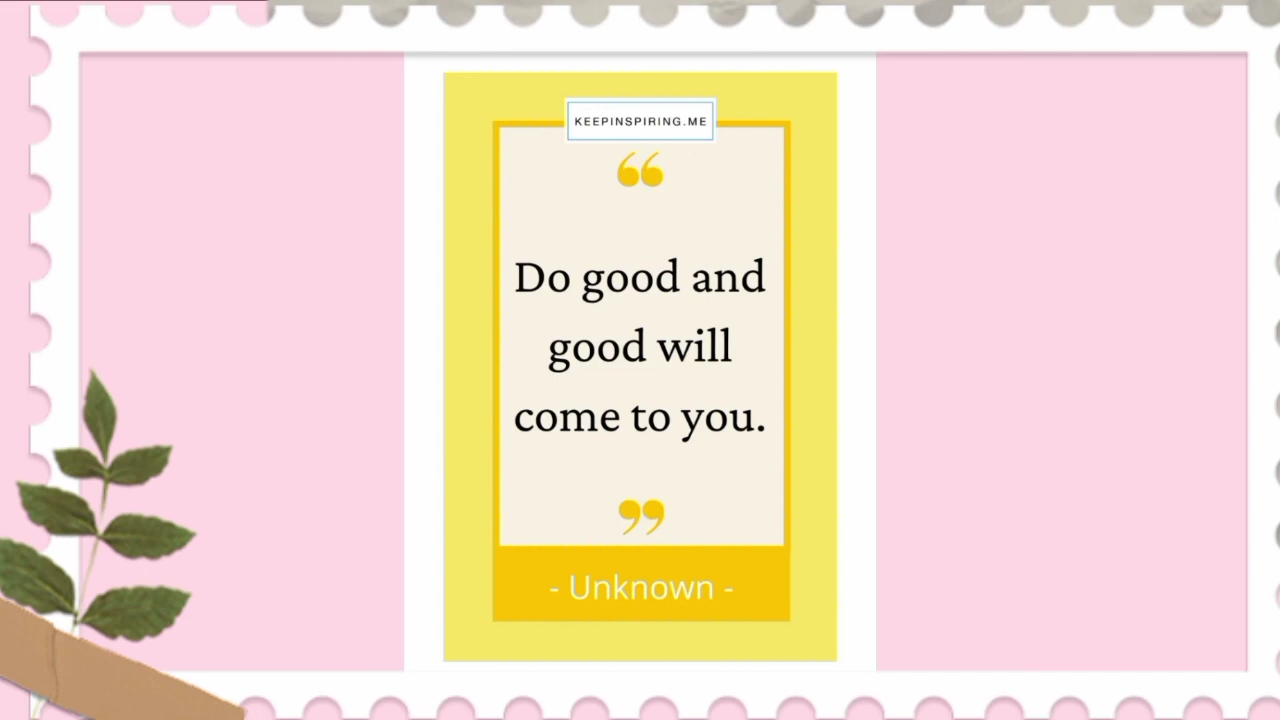 KEEPINSPIRING.ME
“
Do good and
good will
come to you.
”
- Unknown -